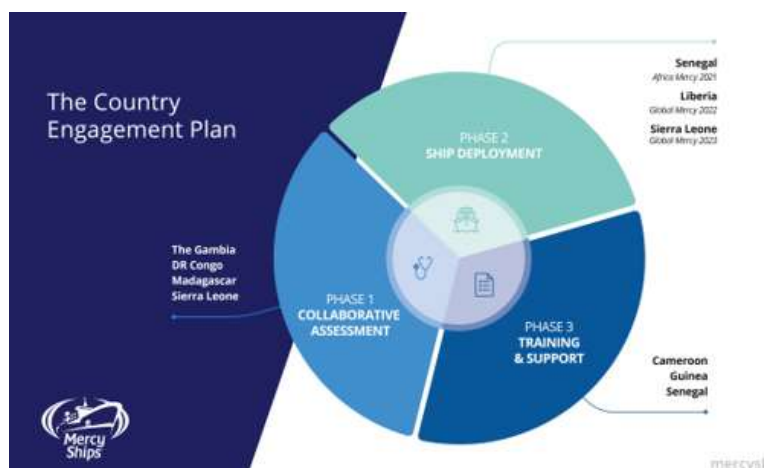 The Country
Engagement Plan
PHASE 2
SHIP DEPLOYMENT
Senegal
Africa Mercy 2021
Liberia
Global Mercy 2022
Sierra Leone
Global Mercy 2023
The Gambia
DR Congo
Madagascar
Sierra Leone
PHASE 1
COLLABORATIVE
ASSESSMENT
PHASE 3
TRAINING
& SUPPORT
Cameroon
Guinea
Senegal
Mercy
Ships